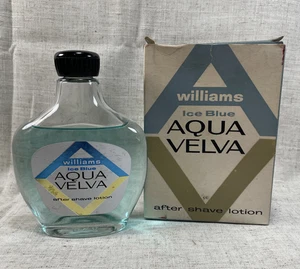 williams
Ice Blue
AQUA
VELVA
after shave lotion
williams
Ice Blue
AQUA
VELVA
after shave lotion